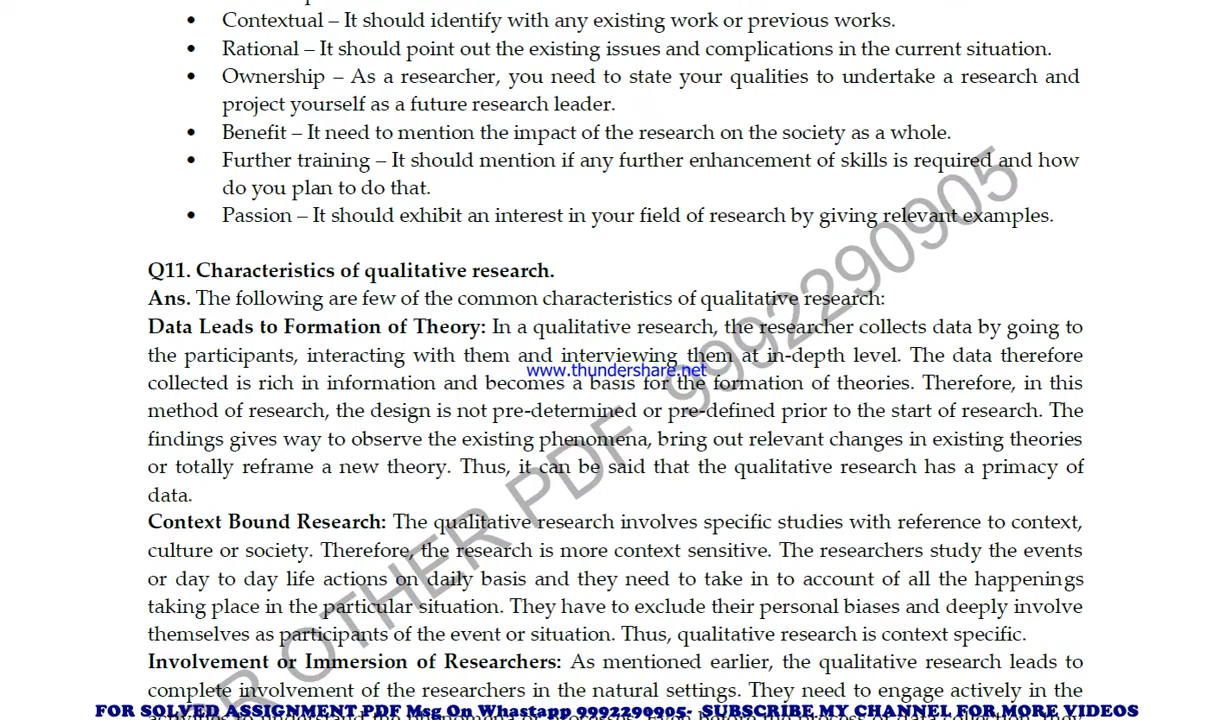 • Contextual – It should identify with any existing work or previous works.
• Rational – It should point out the existing issues and complications in the current situation.
• Ownership – As a researcher, you need to state your qualities to undertake a research and
project yourself as a future research leader.
• Benefit – It need to mention the impact of the research on the society as a whole.
• Further training – It should mention if any further enhancement of skills is required and how
do you plan to do that.
• Passion – It should exhibit an interest in your field of research by giving relevant examples.
Q11. Characteristics of qualitative research.
Ans. The following are few of the common characteristics of qualitative research:
Data Leads to Formation of Theory: In a qualitative research, the researcher collects data by going to
the participants, interacting with them and interviewing them at in-depth level. The data therefore
www.thundershare.net
collected is rich in information and becomes a basis for the formation of theories. Therefore, in this
method of research, the design is not pre-determined or pre-defined prior to the start of research. The
findings gives way to observe the existing phenomena, bring out relevant changes in existing theories
or totally reframe a new theory. Thus, it can be said that the qualitative research has a primacy of
data.
Context Bound Research: The qualitative research involves specific studies with reference to context,
culture or society. Therefore, the research is more context sensitive. The researchers study the events
or day to day life actions on daily basis and they need to take in to account of all the happenings
taking place in the particular situation. They have to exclude their personal biases and deeply involve
themselves as participants of the event or situation. Thus, qualitative research is context specific.
Involvement or Immersion of Researchers: As mentioned earlier, the qualitative research leads to
complete involvement of the researchers in the natural settings. They need to engage actively in the
OTHER PDF 9992290905
FOR SOLVED ASSIGNMENT PDF Msg On Whastapp 9992290905- SUBSCRIBE MY CHANNEL FOR MORE VIDEOS